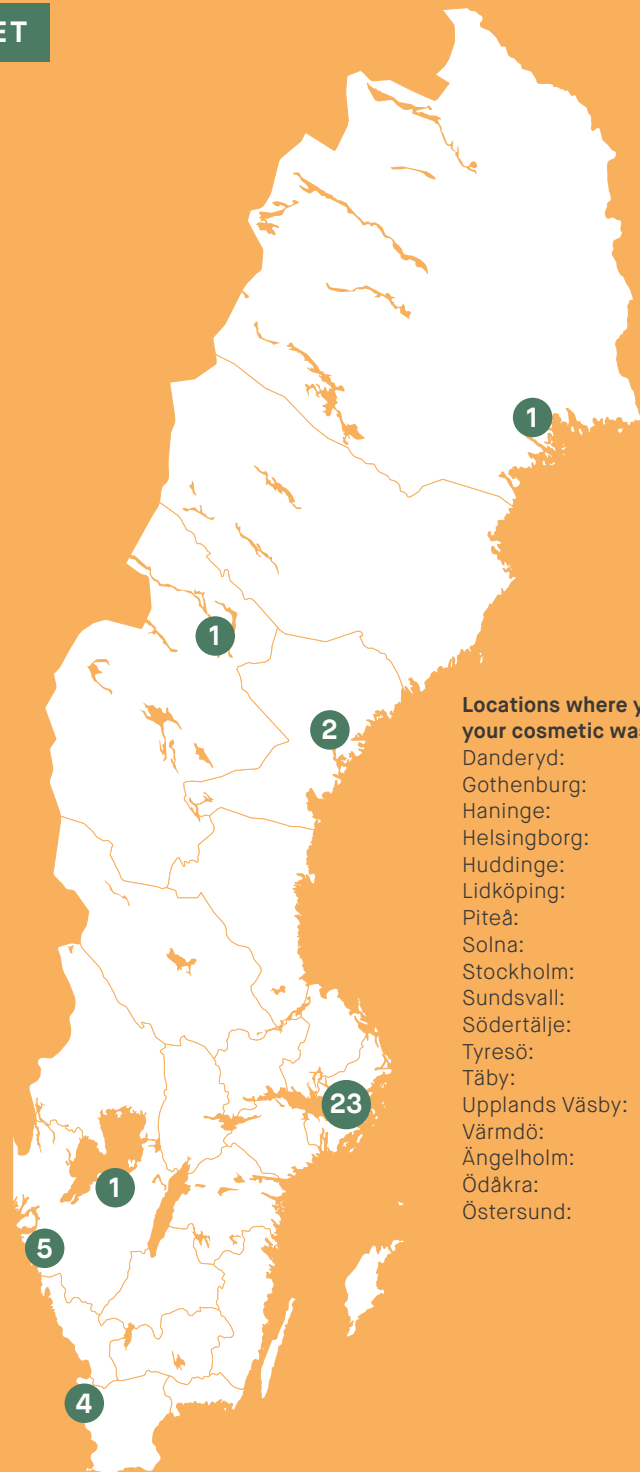 ET
1
1
2
Locations where y
your cosmetic was
Danderyd:
Gothenburg:
Haninge:
Helsingborg:
Huddinge:
Lidköping:
Piteå:
Solna:
Stockholm:
Sundsvall:
Södertälje:
Tyresö:
Täby:
Upplands Väsby:
Värmdö:
Ängelholm:
Ödåkra:
Östersund:
23
1
5
4